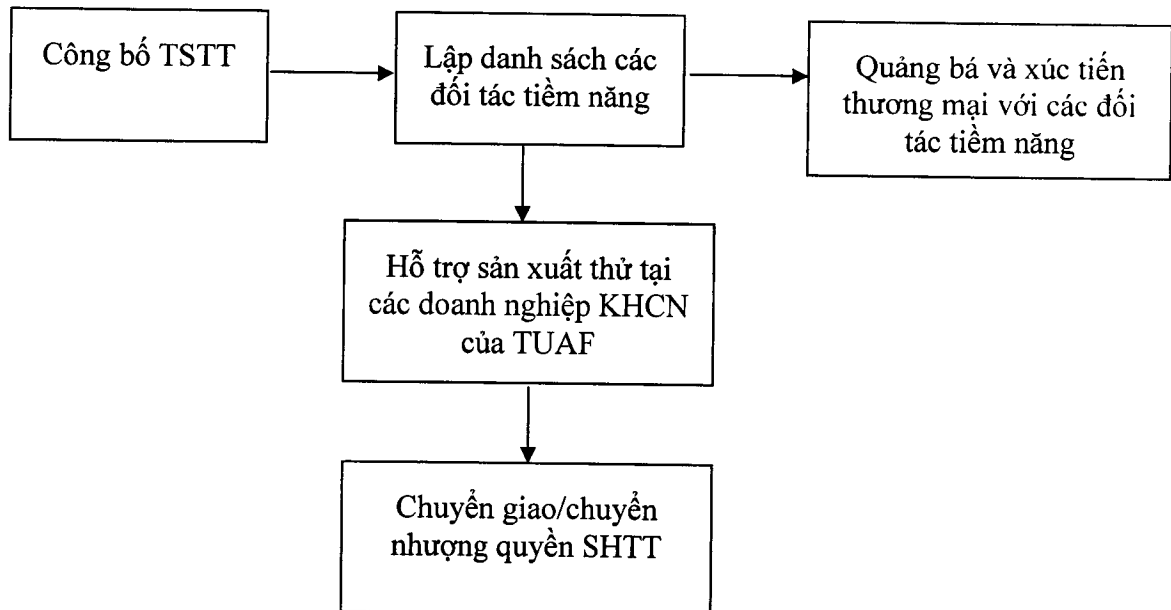 Công bố TSTT
Lập danh sách các
đối tác tiềm năng
Quảng bá và xúc tiến
thương mại với các đối
tác tiềm năng
Hỗ trợ sản xuất thử tại
các doanh nghiệp KHCN
của TUAF
Chuyển giao/chuyển
nhượng quyền SHTT